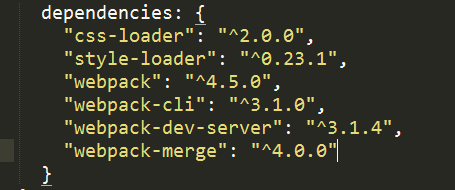 dependencies: {
"css-loader": "^2.0.0",
"style-loader": "^0.23.1",
"webpack": "^4.5.0",
"webpack-cli": "^3.1.0",
"webpack-dev-server": "^3.1.4",
"webpack-merge": "^4.0.0"
}